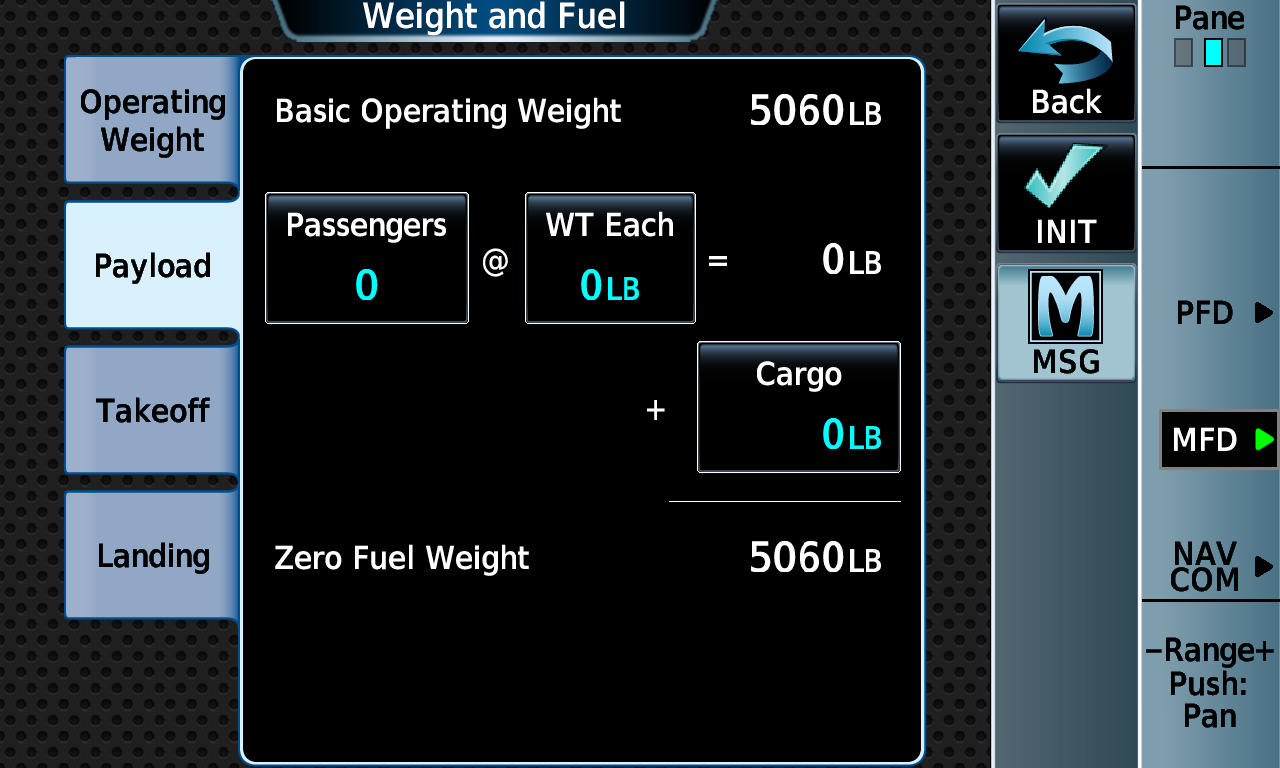 Weight and Fuel
Operating
Weight
Payload
Takeoff
Landing
Basic Operating Weight 5060LB
Passengers
0
@
WT Each
0LB
= 0LB
+
Cargo
0LB
Zero Fuel Weight 5060LB
Back
INIT
M
MSG
Pane
PFD
MFD
NAV
COM
–Range+
Push:
Pan